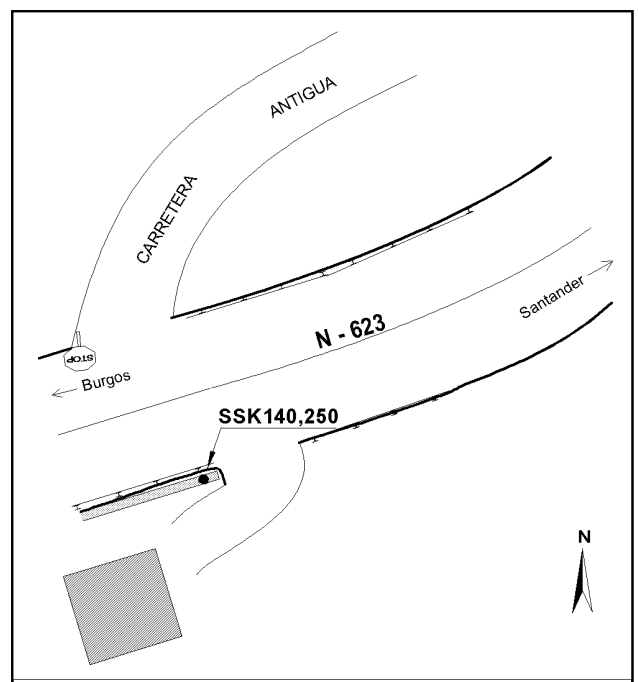 ANTIGUA
CARRETERA
Santander
N - 623
STOP
Burgos
SSK140,250
N